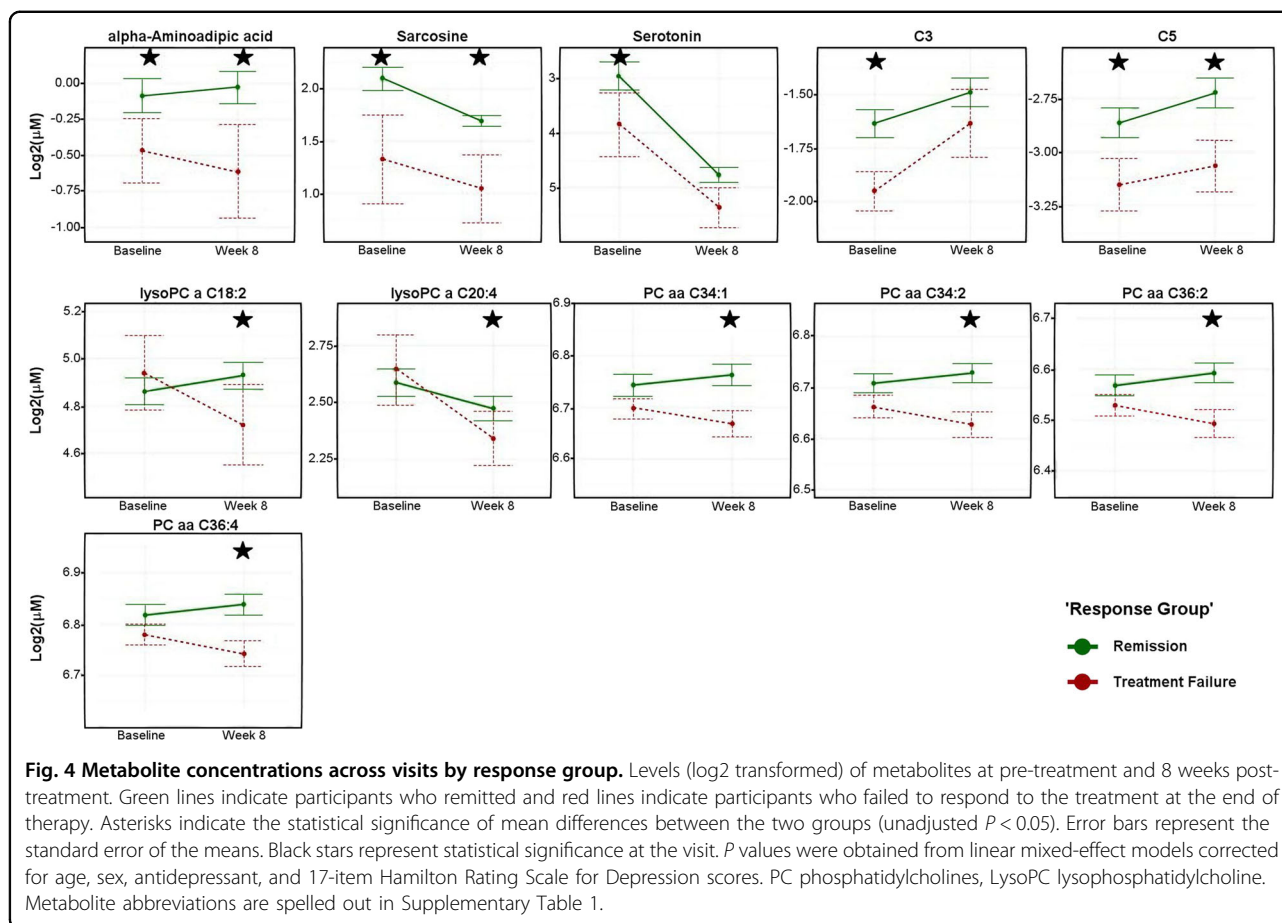 alpha-Aminoadipic acid
Sarcosine
Serotonin
C3
C5
Log2(μM)
0.00
-0.25
-0.50
-0.75
-1.00
Baseline
Week 8
2.0
1.5
1.0
Baseline
Week 8
3
4
5
Baseline
Week 8
-1.50
-1.75
-2.00
Baseline
Week 8
-2.75
-3.00
-3.25
Baseline
Week 8
lysoPC a C18:2
lysoPC a C20:4
PC aa C34:1
PC aa C34:2
PC aa C36:2
Log2(μM)
5.2
5.0
4.8
4.6
Baseline
Week 8
2.75
2.50
2.25
Baseline
Week 8
6.9
6.8
6.7
6.6
Baseline
Week 8
6.8
6.7
6.6
6.5
Baseline
Week 8
6.7
6.6
6.5
6.4
Baseline
Week 8
PC aa C36:4
Log2(μM)
6.9
6.8
6.7
Baseline
Week 8
'Response Group'
Remission
Treatment Failure
Fig. 4 Metabolite concentrations across visits by response group. Levels (log2 transformed) of metabolites at pre-treatment and 8 weeks post-
treatment. Green lines indicate participants who remitted and red lines indicate participants who failed to respond to the treatment at the end of
therapy. Asterisks indicate the statistical significance of mean differences between the two groups (unadjusted P < 0.05). Error bars represent the
standard error of the means. Black stars represent statistical significance at the visit. P values were obtained from linear mixed-effect models corrected
for age, sex, antidepressant, and 17-item Hamilton Rating Scale for Depression scores. PC phosphatidylcholines, LysoPC lysophosphatidylcholine.
Metabolite abbreviations are spelled out in Supplementary Table 1.